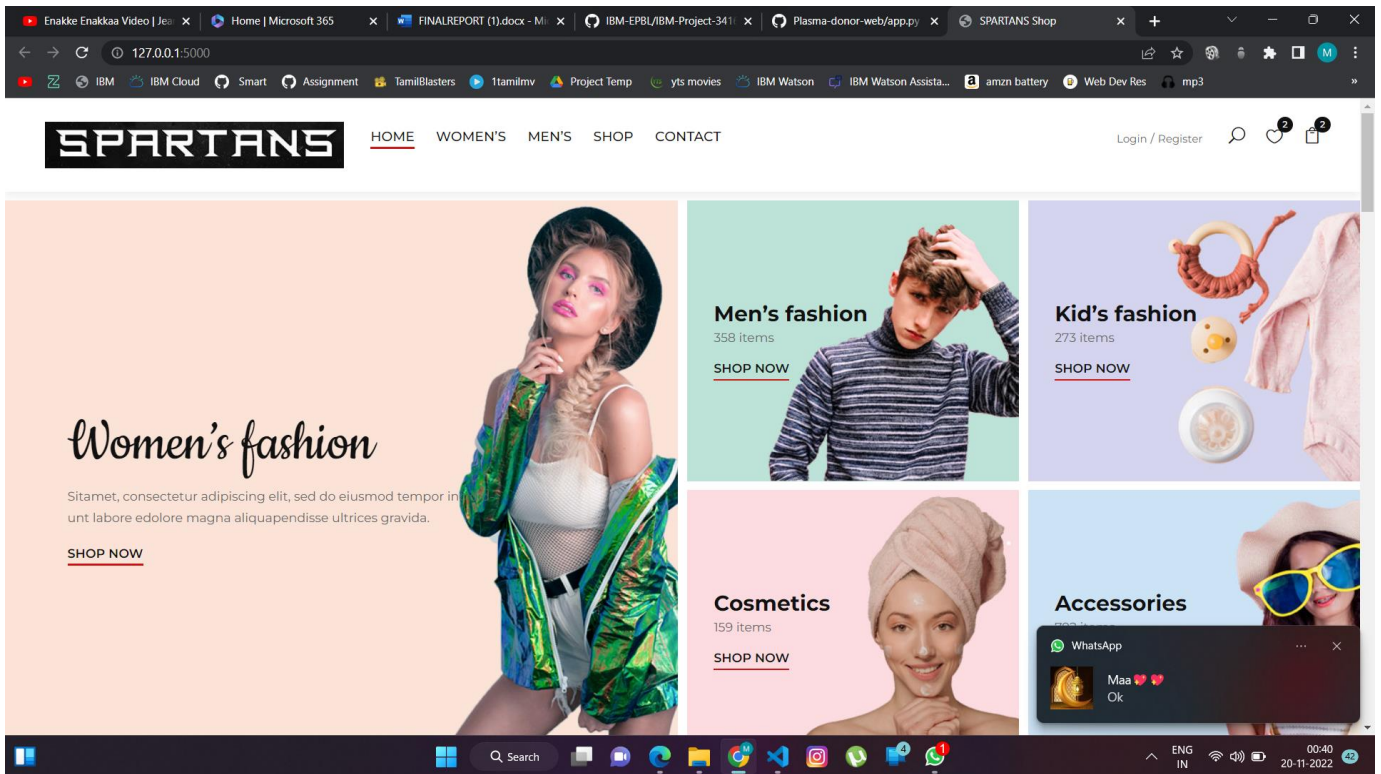 Enakke Enakkaa Video | Jea
Home | Microsoft 365
FINALREPORT (1).docx - Mi
IBM-EPBL/IBM-Project-341
Plasma-donor-web/app.py
SPARTANS Shop
127.0.0.1:5000
M
IBM
IBM Cloud
Smart
Assignment
TamilBlasters
1tamilmv
Project Temp
yts movies
IBM Watson
IBM Watson Assista...
amzn battery
Web Dev Res
mp3
»
SPARTANS
HOME WOMEN'S MEN'S SHOP CONTACT
Login / Register
2
2
Women's fashion
Sitamet, consectetur adipiscing elit, sed do eiusmod tempor in
unt labore edolore magna aliquapendisse ultrices gravida.
SHOP NOW
Men's fashion
358 items
SHOP NOW
Kid's fashion
273 items
SHOP NOW
Cosmetics
159 items
SHOP NOW
Accessories
WhatsApp
Maa💖💖
Ok
Search
4
1
ENG
IN
00:40
20-11-2022
42